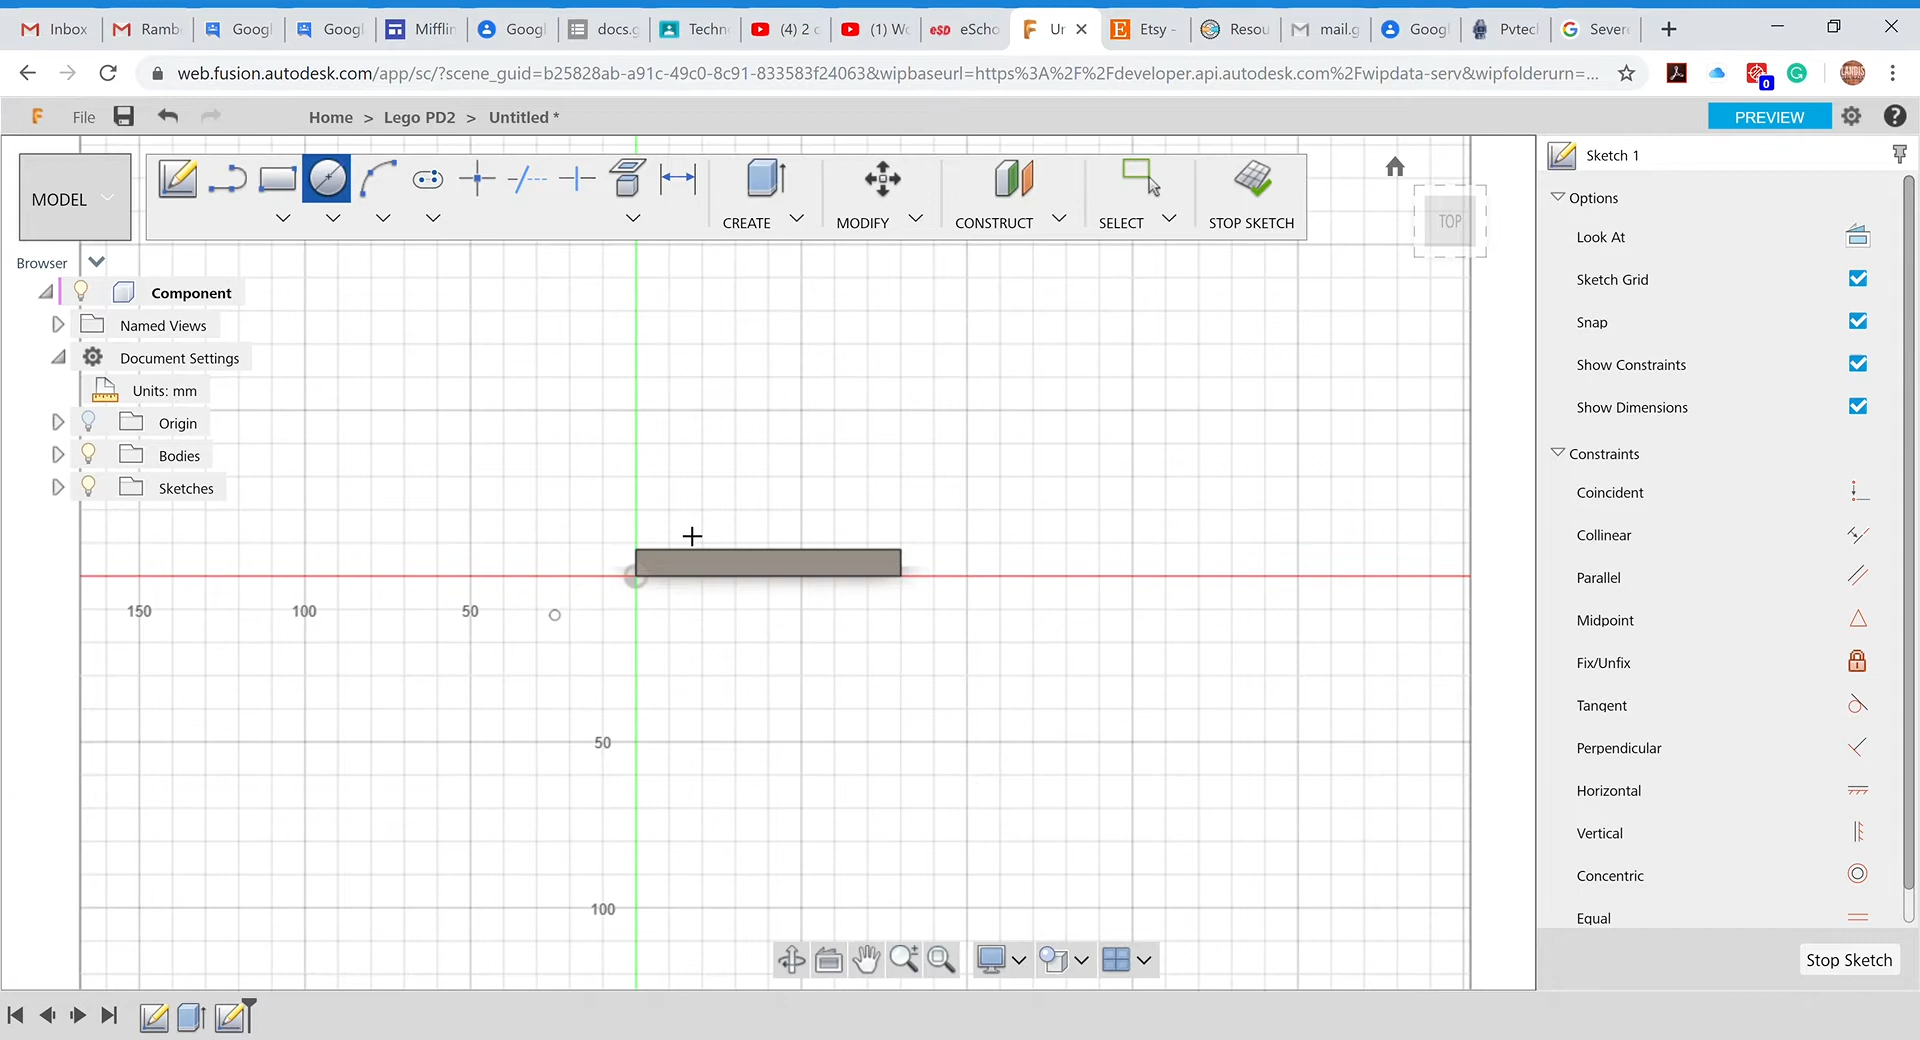 Inbox
Ramb
Googl
Googl
Mifflin
Googl
docs.g
Techn
(4) 2 c
(1) Wc
eSD
eScho
Ur
Etsy -
Resou
mail.g
Googl
Pvtecl
Severe
web.fusion.autodesk.com/app/sc/?scene_guid=b25828ab-a91c-49c0-8c91-833583f24063&wipbaseurl=https%3A%2F%2Fdeveloper.api.autodesk.com%2Fwipdata-serv&wipfolderurn=...
0
File
Home > Lego PD2 > Untitled *
PREVIEW
MODEL
CREATE
MODIFY
CONSTRUCT
SELECT
STOP SKETCH
TOP
Browser
Component
Named Views
Document Settings
Units: mm
Origin
Bodies
Sketches
150
100
50
50
100
Sketch 1
Options
Look At
Sketch Grid
Snap
Show Constraints
Show Dimensions
Constraints
Coincident
Collinear
Parallel
Midpoint
Fix/Unfix
Tangent
Perpendicular
Horizontal
Vertical
Concentric
Equal
Stop Sketch